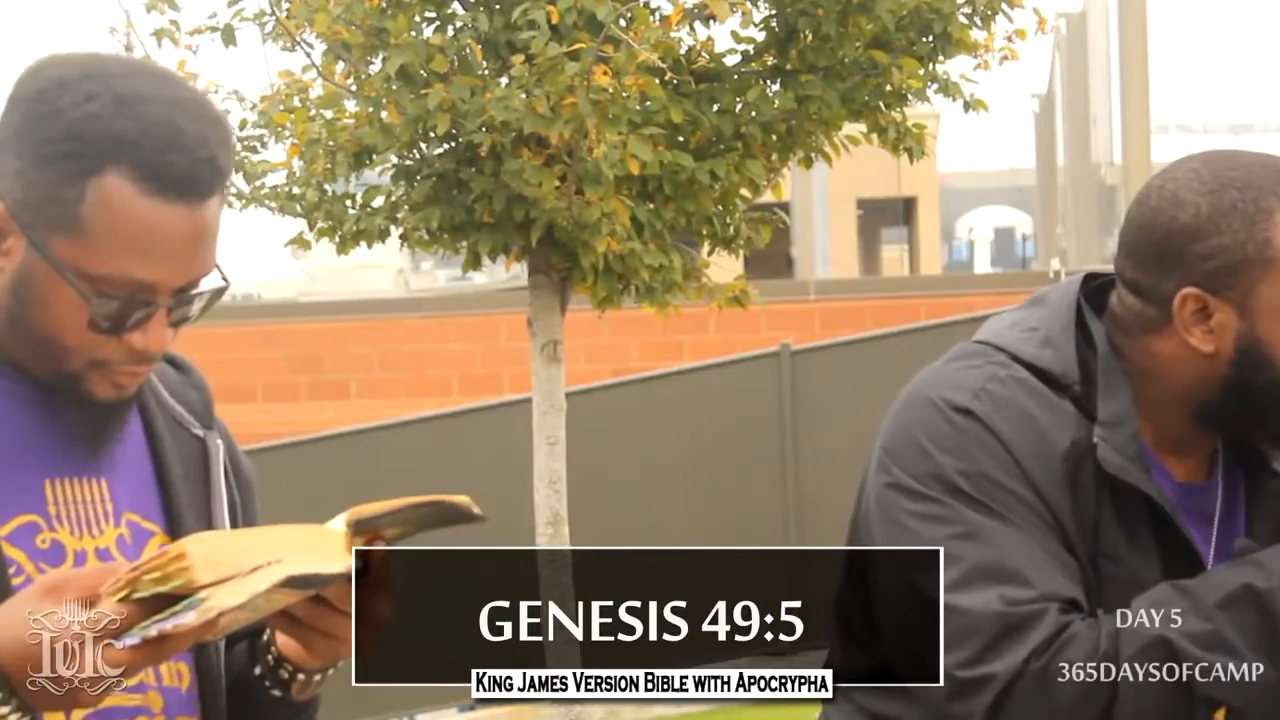 GENESIS 49:5
King James Version Bible with Apocrypha
IUIC
DAY 5
365DAYSOFCAMP